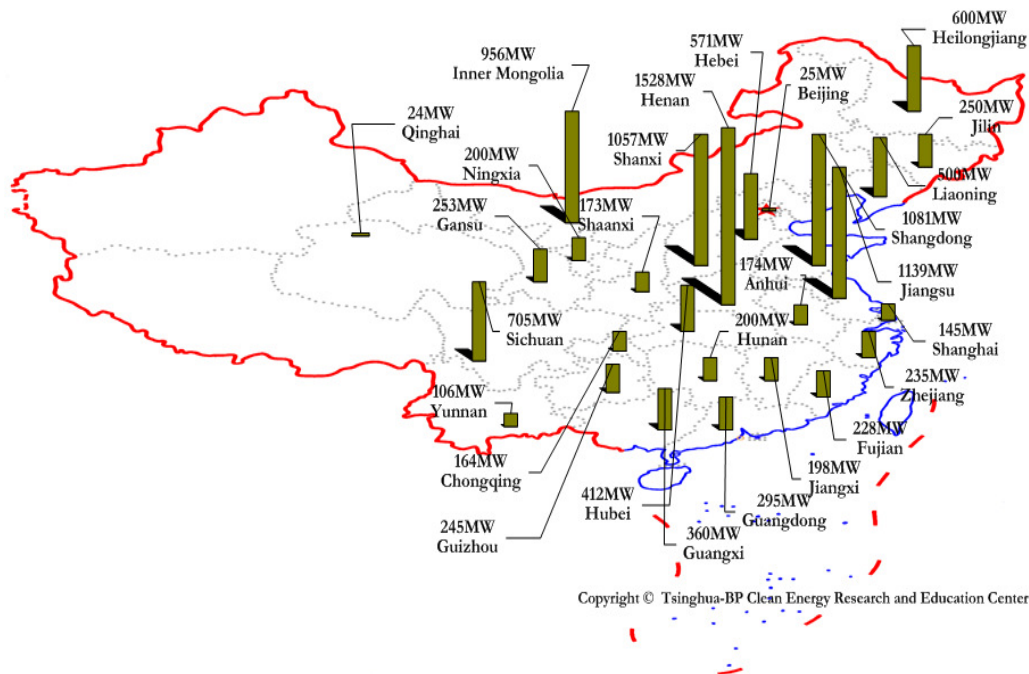 600MW
Heilongjiang
956MW
Inner Mongolia
571MW
Hebei
25MW
Beijing
1528MW
Henan
250MW
Jilin
24MW
Qinghai
1057MW
Shanxi
200MW
Ningxia
500MW
Liaoning
253MW
Gansu
173MW
Shaanxi
1081MW
Shangdong
174MW
Anhui
1139MW
Jiangsu
705MW
Sichuan
200MW
Hunan
145MW
Shanghai
235MW
Zhejiang
106MW
Yunnan
228MW
Fujian
164MW
Chongqing
198MW
Jiangxi
412MW
Hubei
295MW
Guangdong
245MW
Guizhou
360MW
Guangxi
Copyright © Tsinghua-BP Clean Energy Research and Education Center